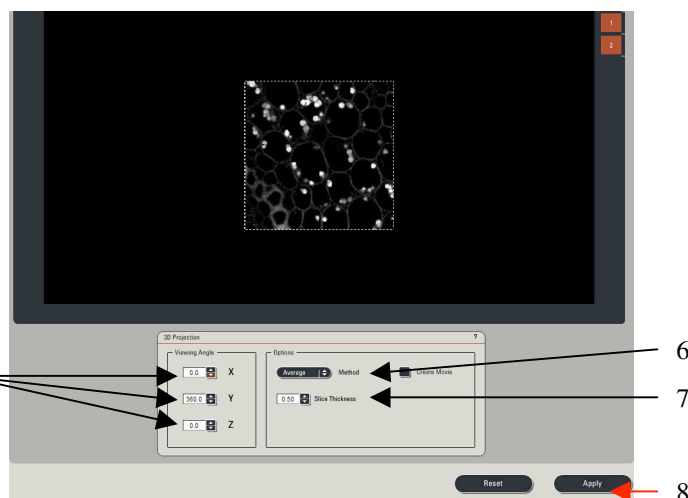 1
2
3D Projection ?
Viewing Angle Options
0.0 X Average Method Create Movie 6
360.0 Y 0.50 Slice Thickness 7
0.0 Z
Reset Apply 8